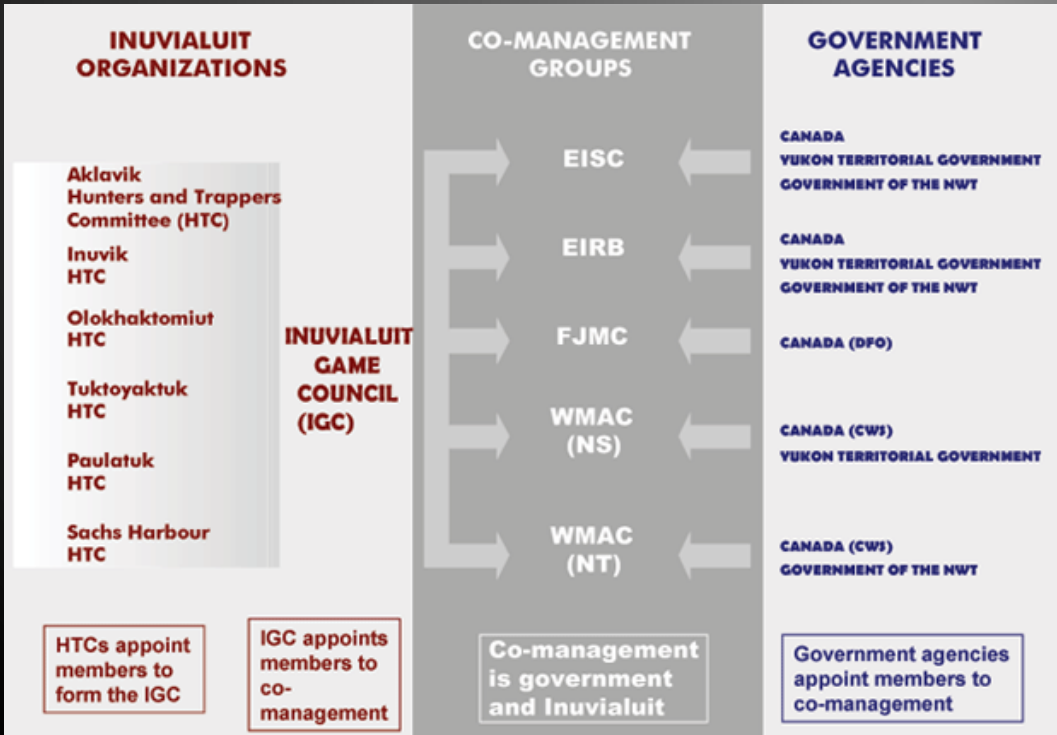 INUVIALUIT
ORGANIZATIONS
Aklavik
Hunters and Trappers
Committee (HTC)
Inuvik
HTC
Olokhaktomiut
HTC
Tuktoyaktuk
HTC
Paulatuk
HTC
Sachs Harbour
HTC
INUVIALUIT
GAME
COUNCIL
(IGC)
HTCs appoint
members to
form the IGC
IGC appoints
members to
co-
management
CO-MANAGEMENT
GROUPS
EISC
EIRB
FJMC
WMAC
(NS)
WMAC
(NT)
Co-management
is government
and Inuvialuit
GOVERNMENT
AGENCIES
CANADA
YUKON TERRITORIAL GOVERNMENT
GOVERNMENT OF THE NWT
CANADA
YUKON TERRITORIAL GOVERNMENT
GOVERNMENT OF THE NWT
CANADA (DFO)
CANADA (CWS)
YUKON TERRITORIAL GOVERNMENT
CANADA (CWS)
GOVERNMENT OF THE NWT
Government agencies
appoint members to
co-management